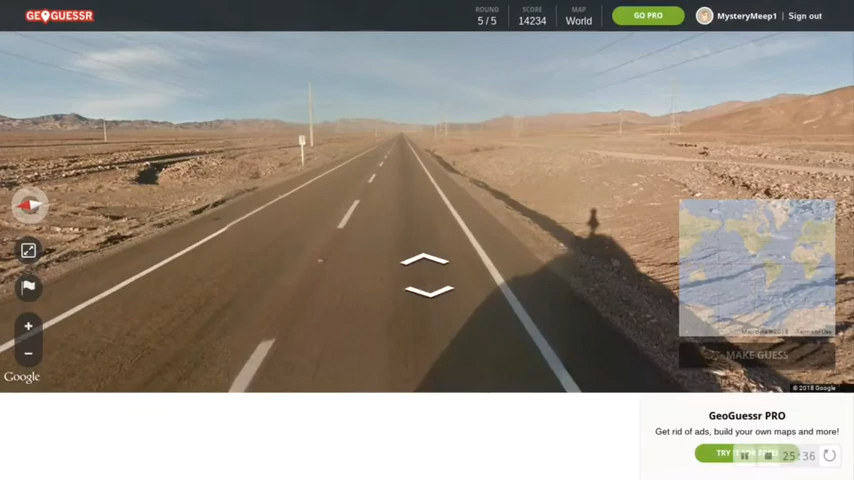 GEOGUESSR
ROUND
5 / 5
SCORE
14234
MAP
World
GO PRO
MysteryMeep1 | Sign out
Google
MAKE GUESS
© 2018 Google
GeoGuessr PRO
Get rid of ads, build your own maps and more!
TRY
25:36